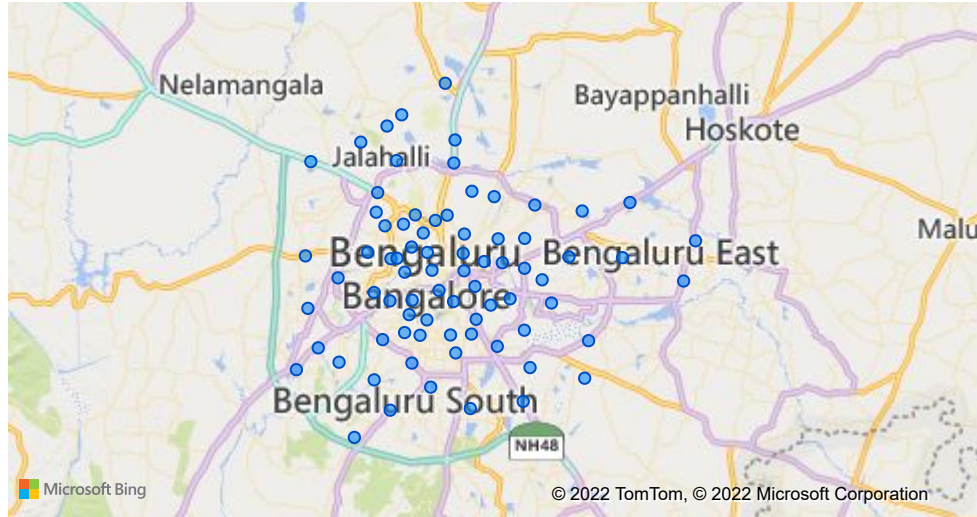 Nelamangala
Bayappanhalli
Hoskote
Jalahalli
Malu
Bengaluru
Bengaluru East
Bangalore
Bengaluru South
NH48
Microsoft Bing
© 2022 TomTom, © 2022 Microsoft Corporation